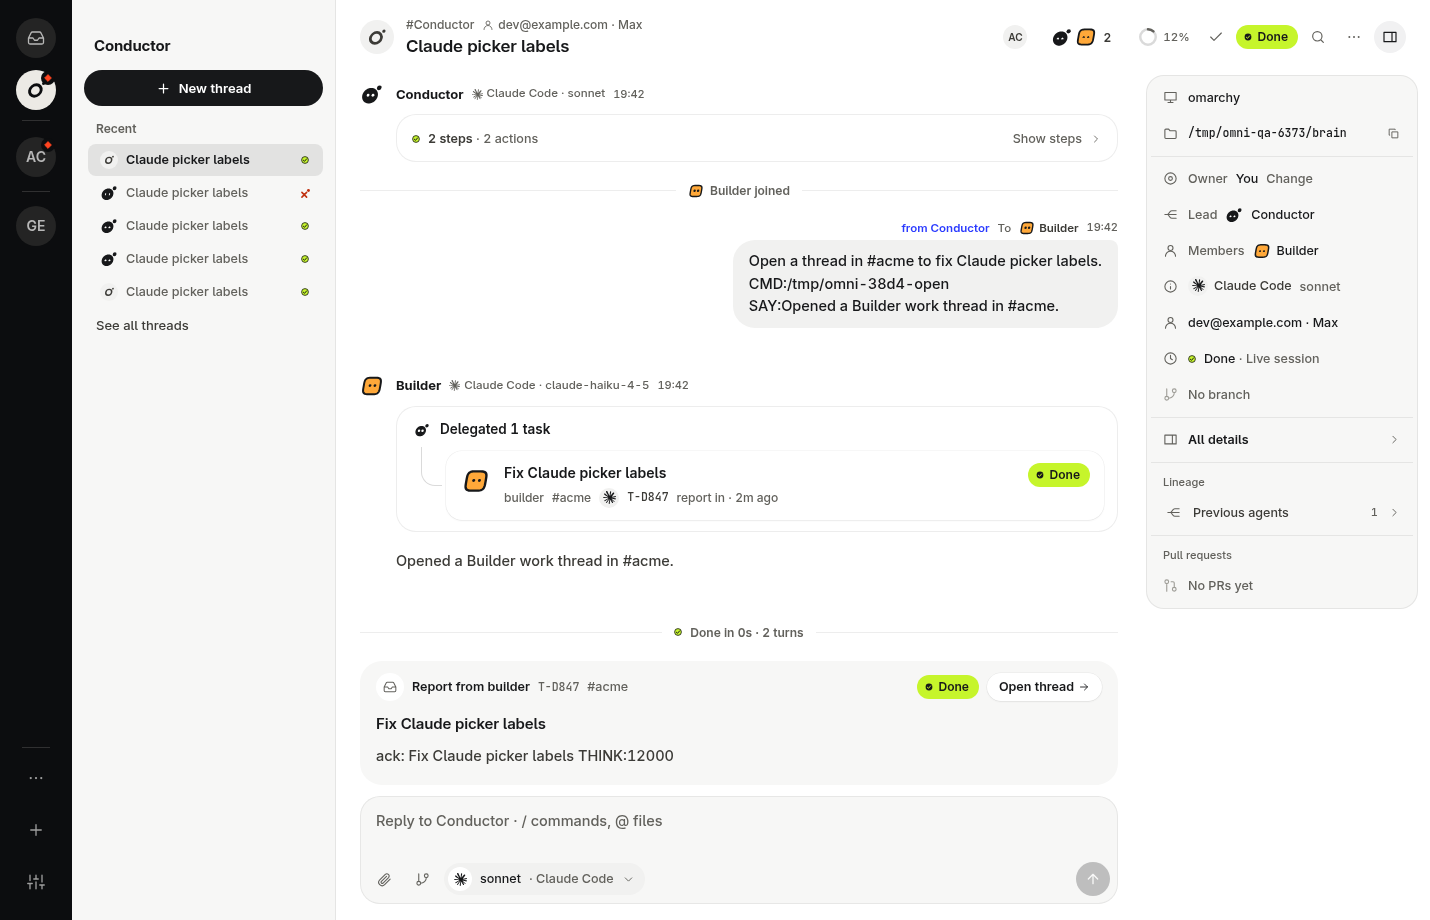 AC
GE
Conductor
New thread
Recent
Claude picker labels
Claude picker labels
Claude picker labels
Claude picker labels
Claude picker labels
See all threads
#Conductor dev@example.com · Max
Claude picker labels
AC 2 12% Done
Conductor Claude Code · sonnet 19:42
2 steps · 2 actions Show steps
Builder joined
from Conductor To Builder 19:42
Open a thread in #acme to fix Claude picker labels.
CMD:/tmp/omni-38d4-open
SAY:Opened a Builder work thread in #acme.
Builder Claude Code · claude-haiku-4-5 19:42
Delegated 1 task
Fix Claude picker labels Done
builder #acme T-D847 report in · 2m ago
Opened a Builder work thread in #acme.
Done in 0s · 2 turns
Report from builder T-D847 #acme Done Open thread →
Fix Claude picker labels
ack: Fix Claude picker labels THINK:12000
Reply to Conductor · / commands, @ files
sonnet · Claude Code
omarchy
/tmp/omni-qa-6373/brain
Owner You Change
Lead Conductor
Members Builder
Claude Code sonnet
dev@example.com · Max
Done · Live session
No branch
All details
Lineage
Previous agents 1
Pull requests
No PRs yet